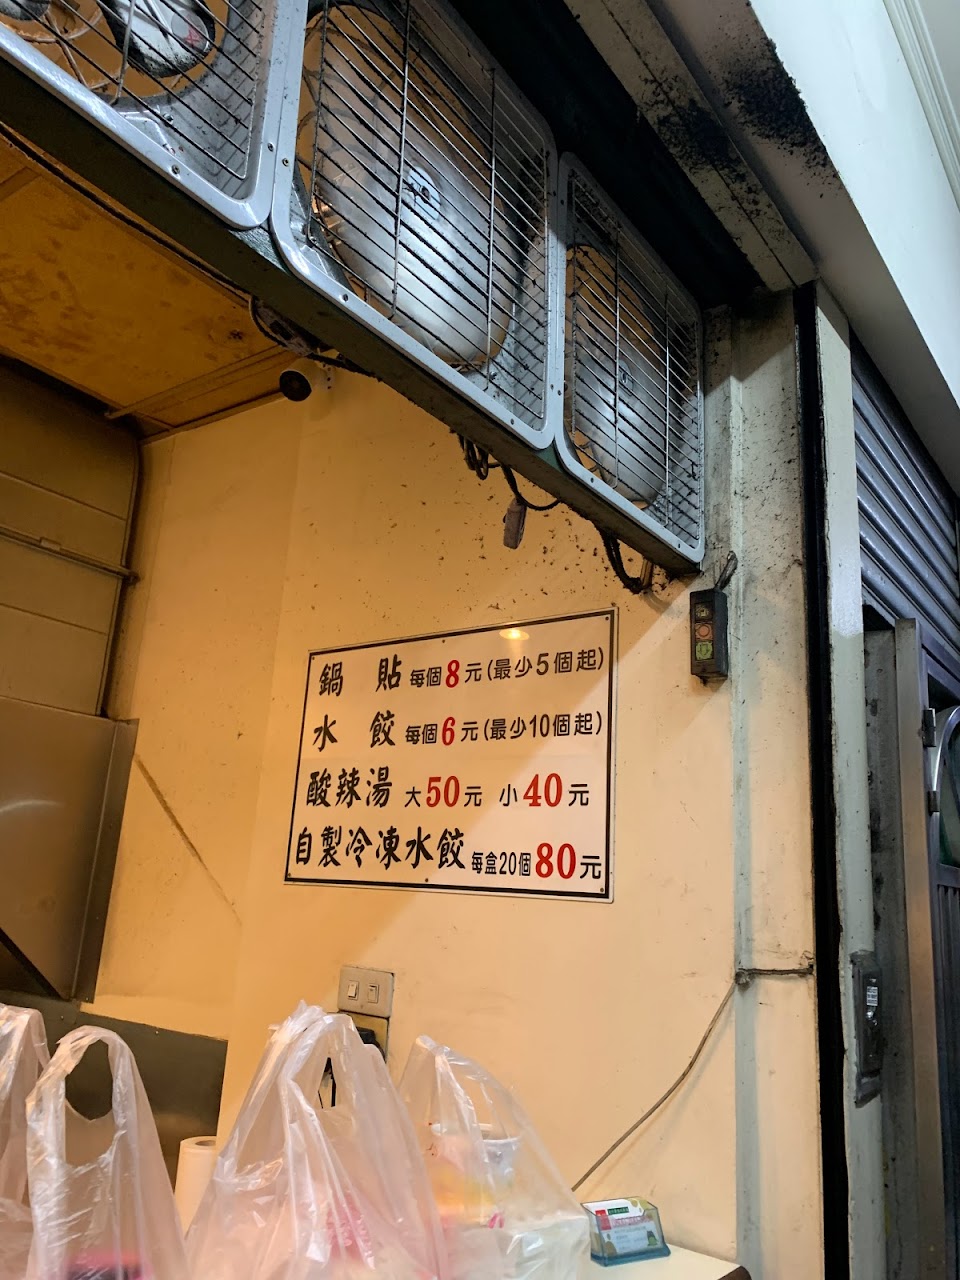 鍋貼 每個8元(最少5個起)
水餃 每個6元(最少10個起)
酸辣湯 大50元 小40元
自製冷凍水餃 每盒20個80元